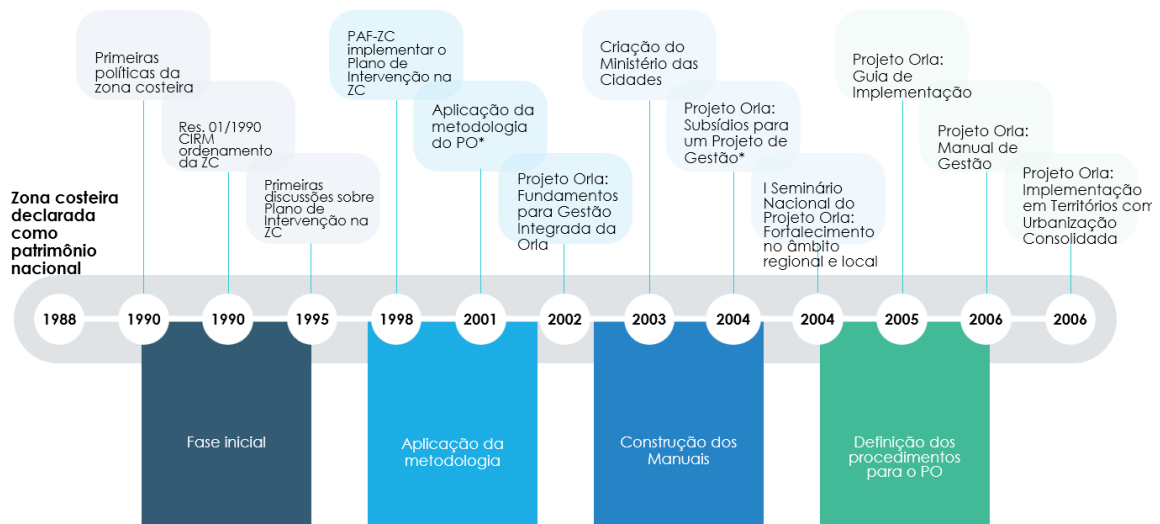 Zona costeira
declarada
como
patrimônio
nacional
Primeiras
políticas da
zona costeira
Res. 01/1990
CIRM
ordenamento
da ZC
Primeiras
discussões sobre
Plano de
Intervenção na
ZC
PAF-ZC
implementar o
Plano de
Intervenção na
ZC
Aplicação da
metodologia
do PO*
Projeto Orla:
Fundamentos
para Gestão
Integrada da
Orla
Criação do
Ministério das
Cidades
Projeto Orla:
Subsídios para
um Projeto de
Gestão*
I Seminário
Nacional do
Projeto Orla:
Fortalecimento
no âmbito
regional e local
Projeto Orla:
Guia de
Implementação
Projeto Orla:
Manual de
Gestão
Projeto Orla:
Implementação
em Territórios com
Urbanização
Consolidada
1988 1990 1990 1995 1998 2001 2002 2003 2004 2004 2005 2006 2006
Fase inicial
Aplicação da
metodologia
Construção dos
Manuais
Definição dos
procedimentos
para o PO